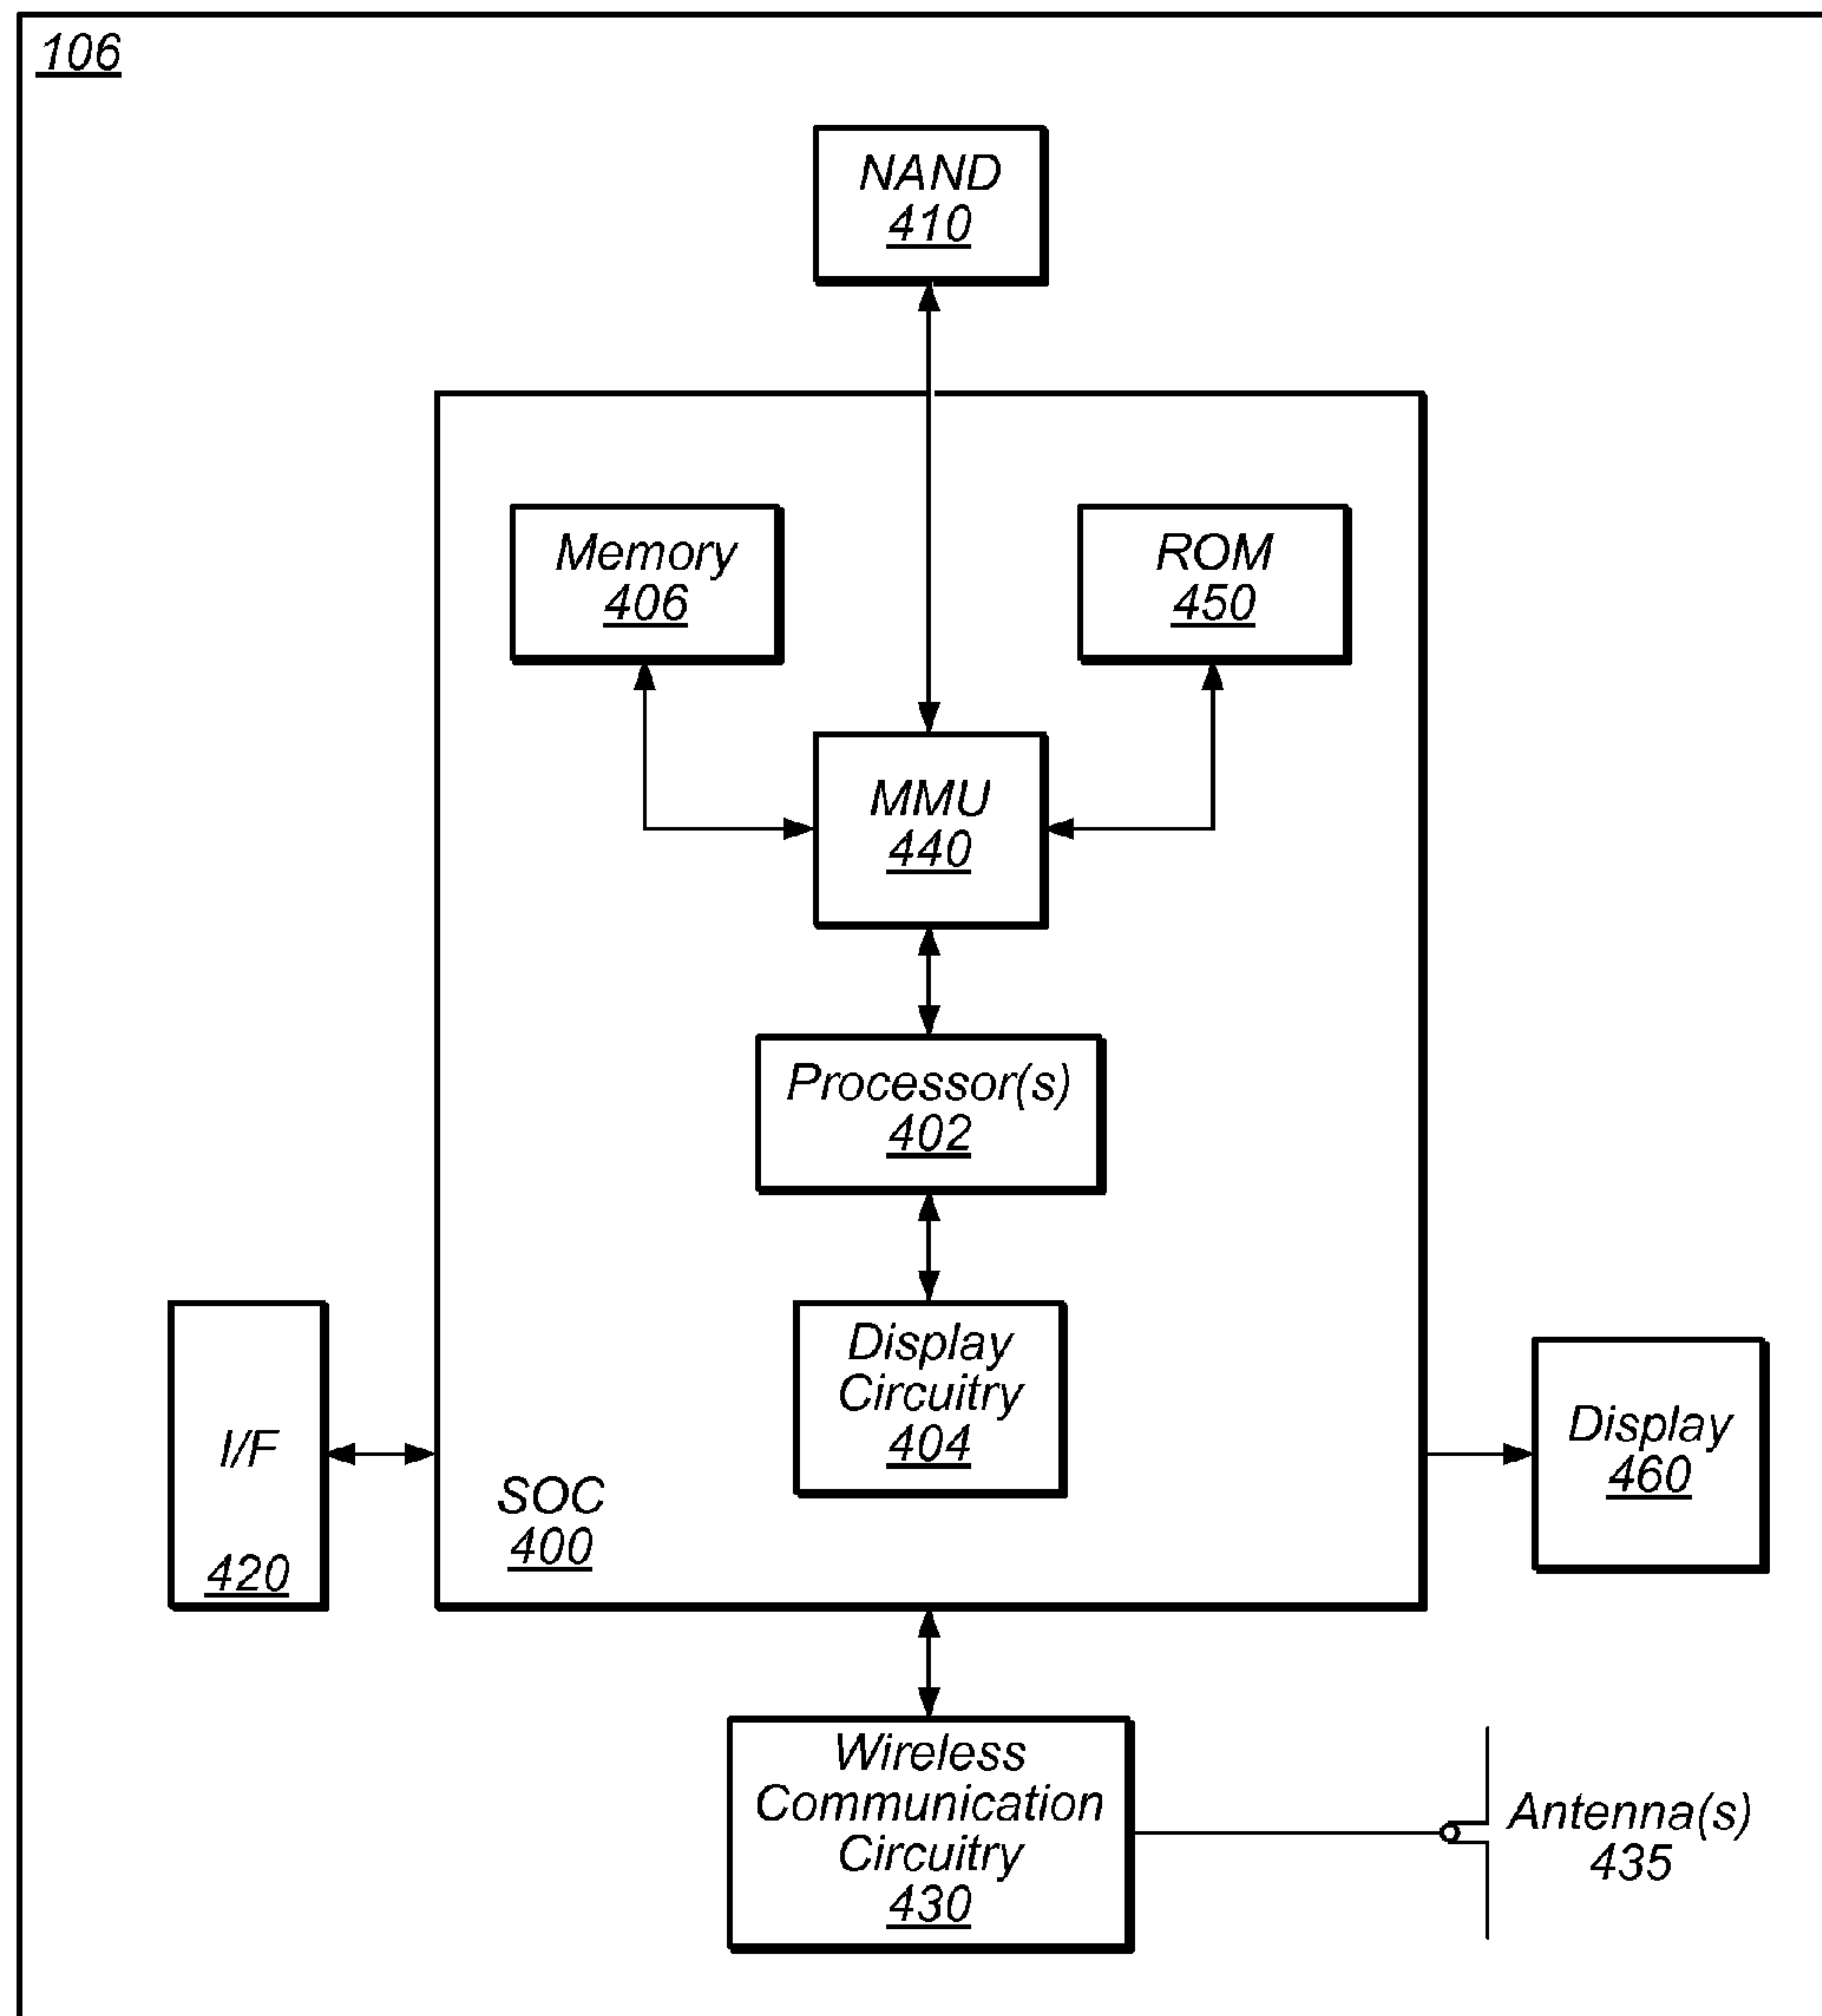 106
NAND
410
Memory
406
ROM
450
MMU
440
Processor(s)
402
Display
Circuitry
404
I/F
420
SOC
400
Display
460
Wireless
Communication
Circuitry
430
Antenna(s)
435